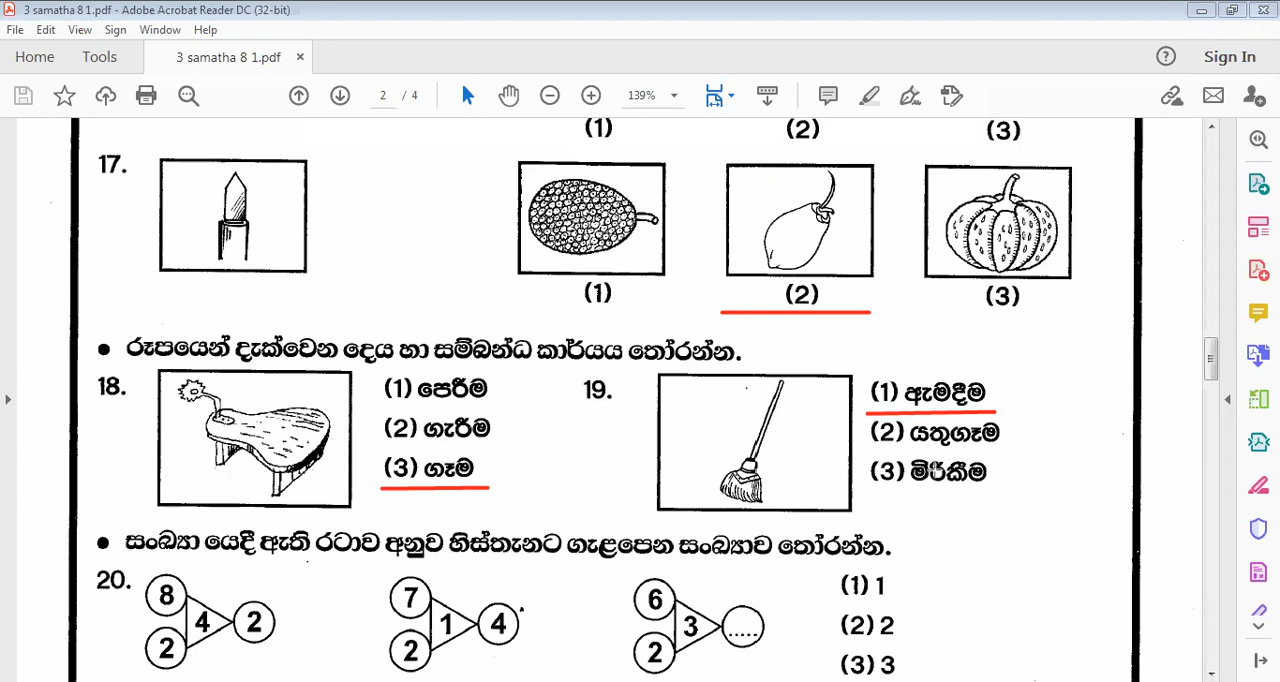 3 samatha 8 1.pdf - Adobe Acrobat Reader DC (32-bit)
File Edit View Sign Window Help
Home Tools 3 samatha 8 1.pdf × Sign In
2 / 4 139%
(1) (2) (3)
17.
(1) (2) (3)
● රූපයෙන් දැක්වෙන දෙය හා සම්බන්ධ කාර්යය තෝරන්න.
18. (1) පෙරීම 19. (1) ඇමදීම
(2) ගැරීම (2) යතුගෑම
(3) ගෑම (3) මිරිකීම
● සංඛ්‍යා යෙදී ඇති රටාව අනුව හිස්තැනට ගැළපෙන සංඛ්‍යාව තෝරන්න.
20. 8 4 2 2 7 1 4 2 6 3 ..... 2 (1) 1
(2) 2
(3) 3